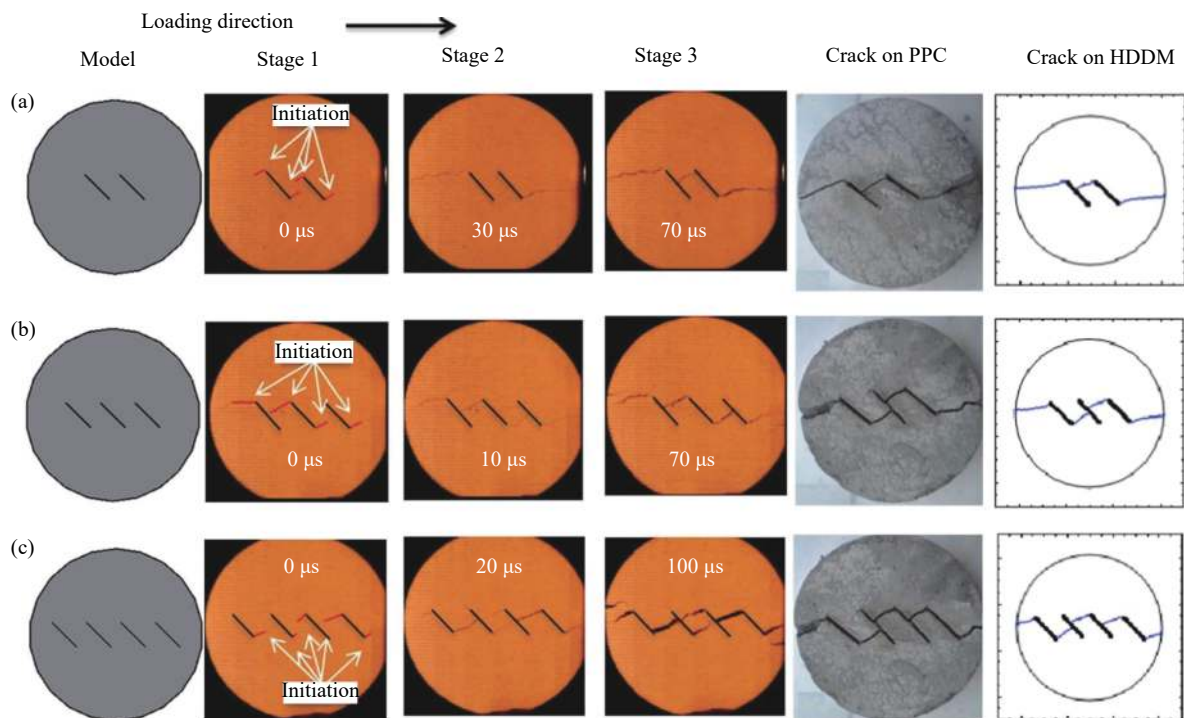 Loading direction
Model
Stage 1
Stage 2
Stage 3
Crack on PPC
Crack on HDDM
(a)
Initiation
0 μs
30 μs
70 μs
(b)
Initiation
0 μs
10 μs
70 μs
(c)
0 μs
20 μs
100 μs
Initiation